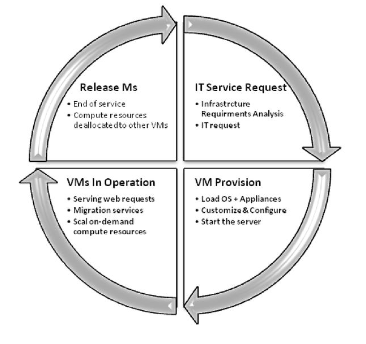 Release Ms
• End of service
• Compute resources
deallocated to other VMs
IT Service Request
• Infrastrcture
Requirments Analysis
• IT request
VMs In Operation
• Serving web requests
• Migration services
• Scal on-demand
compute resources
VM Provision
• Load OS + Appliances
• Customize & Configure
• Start the server